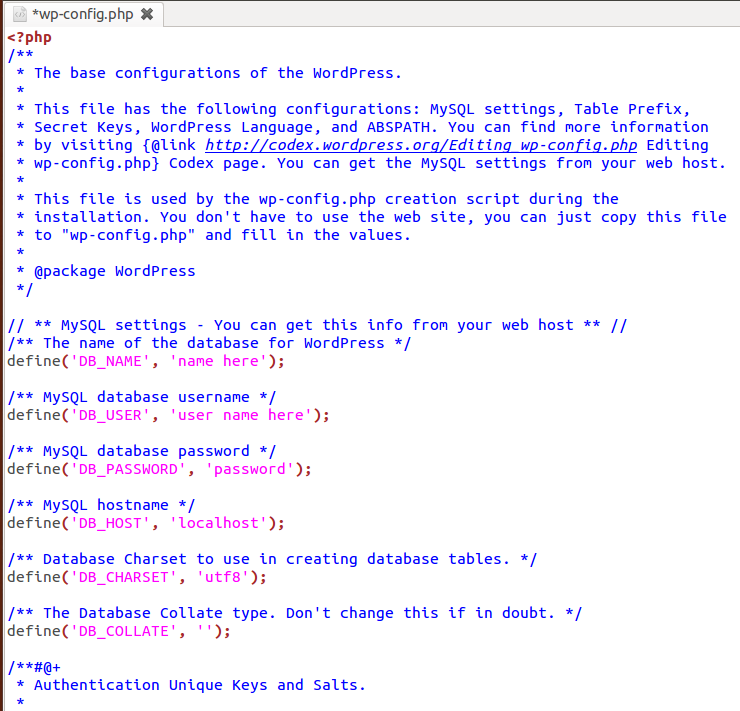 *wp-config.php ✖
<?php
/**
 * The base configurations of the WordPress.
 *
 * This file has the following configurations: MySQL settings, Table Prefix,
 * Secret Keys, WordPress Language, and ABSPATH. You can find more information
 * by visiting {@link http://codex.wordpress.org/Editing_wp-config.php Editing
 * wp-config.php} Codex page. You can get the MySQL settings from your web host.
 *
 * This file is used by the wp-config.php creation script during the
 * installation. You don't have to use the web site, you can just copy this file
 * to "wp-config.php" and fill in the values.
 *
 * @package WordPress
 */

// ** MySQL settings - You can get this info from your web host ** //
/** The name of the database for WordPress */
define('DB_NAME', 'name here');

/** MySQL database username */
define('DB_USER', 'user name here');

/** MySQL database password */
define('DB_PASSWORD', 'password');

/** MySQL hostname */
define('DB_HOST', 'localhost');

/** Database Charset to use in creating database tables. */
define('DB_CHARSET', 'utf8');

/** The Database Collate type. Don't change this if in doubt. */
define('DB_COLLATE', '');

/**#@+
 * Authentication Unique Keys and Salts.
 *